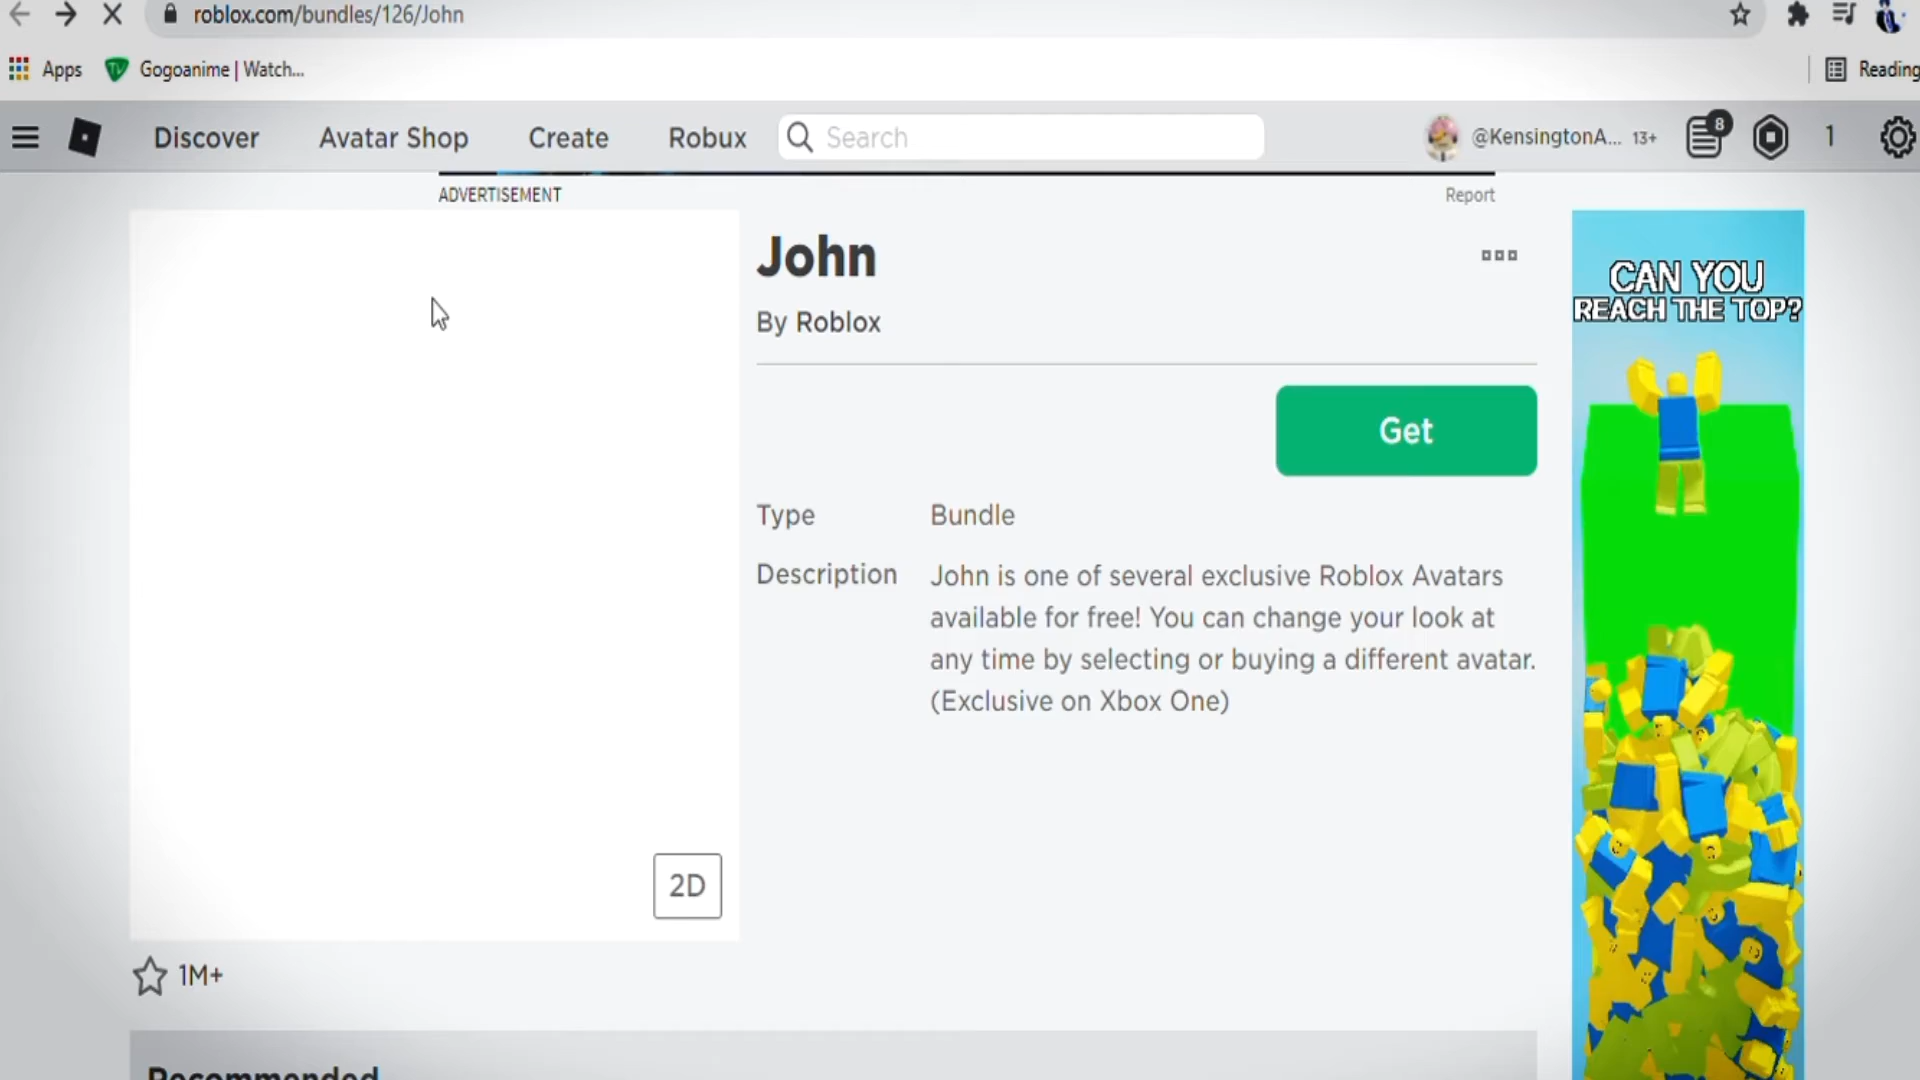 roblox.com/bundles/126/John
Apps
Gogoanime | Watch...
Reading
Discover
Avatar Shop
Create
Robux
Search
@KensingtonA... 13+
8
1
ADVERTISEMENT
Report
John
By Roblox
Get
Type
Bundle
Description
John is one of several exclusive Roblox Avatars
available for free! You can change your look at
any time by selecting or buying a different avatar.
(Exclusive on Xbox One)
2D
1M+
Recommended
CAN YOU
REACH THE TOP?